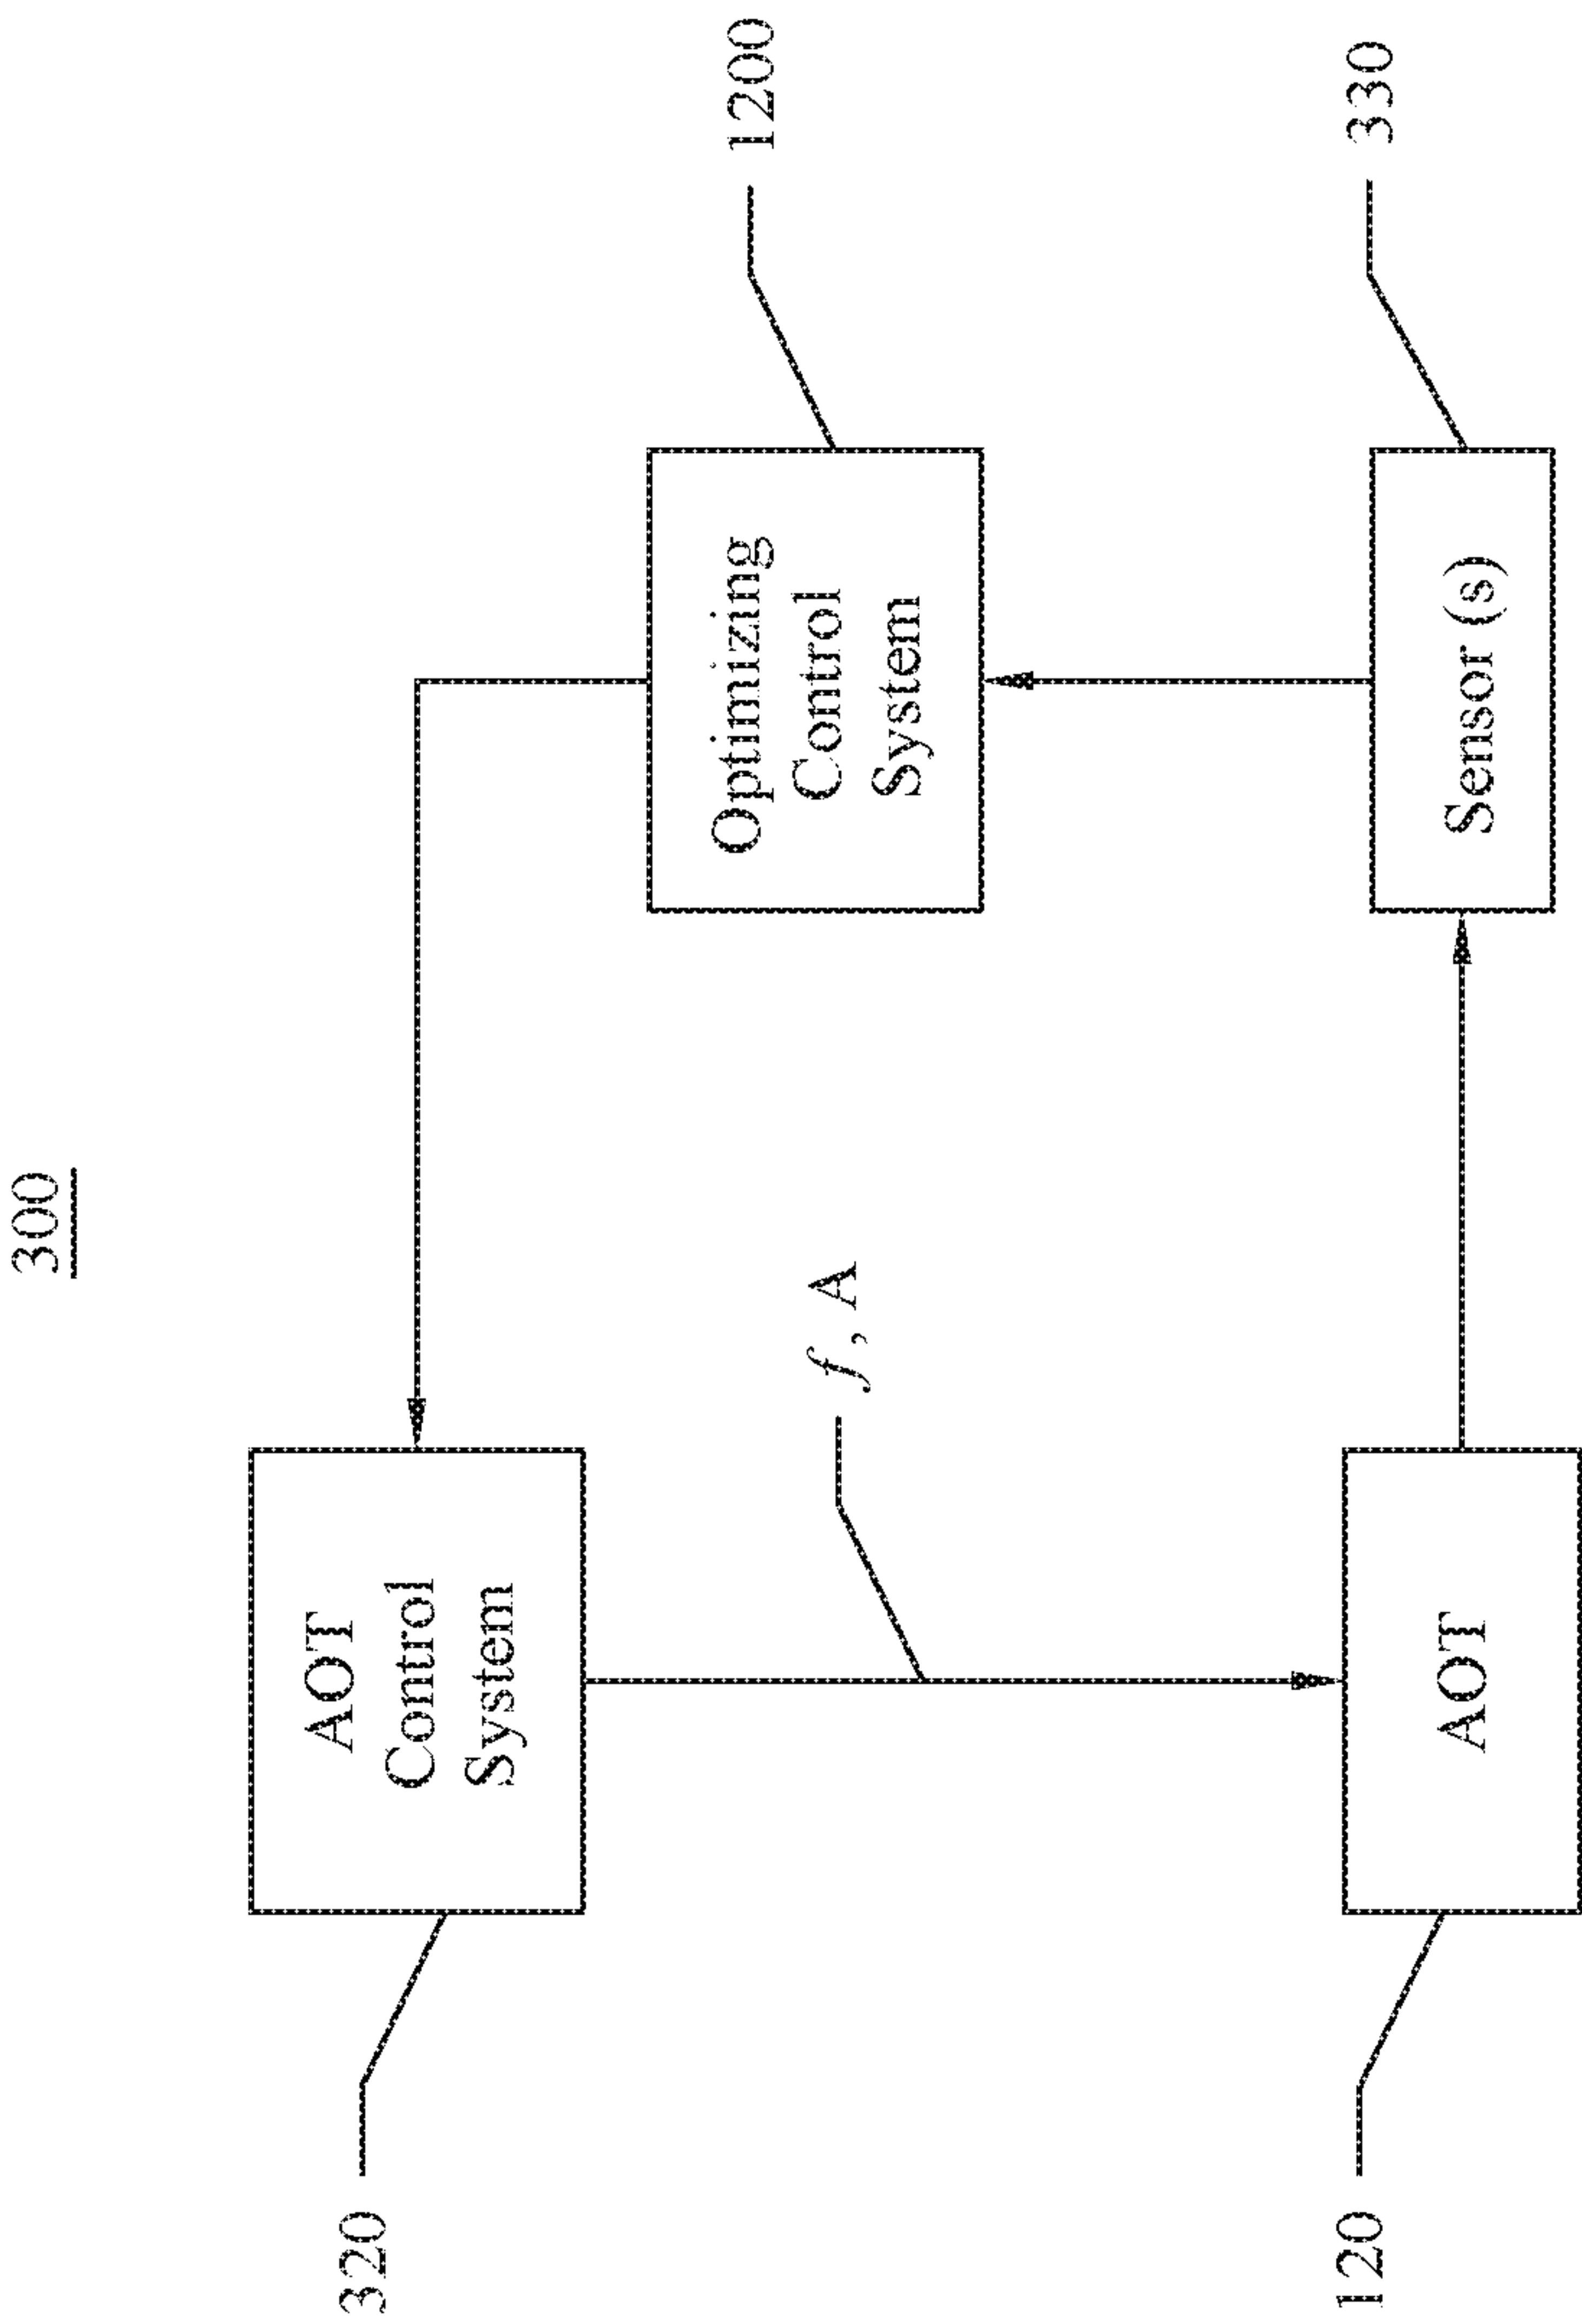 300
320
AOT
Control
System
Optimizing
Control
System
1200
f, A
120
AOT
Sensor (s)
330